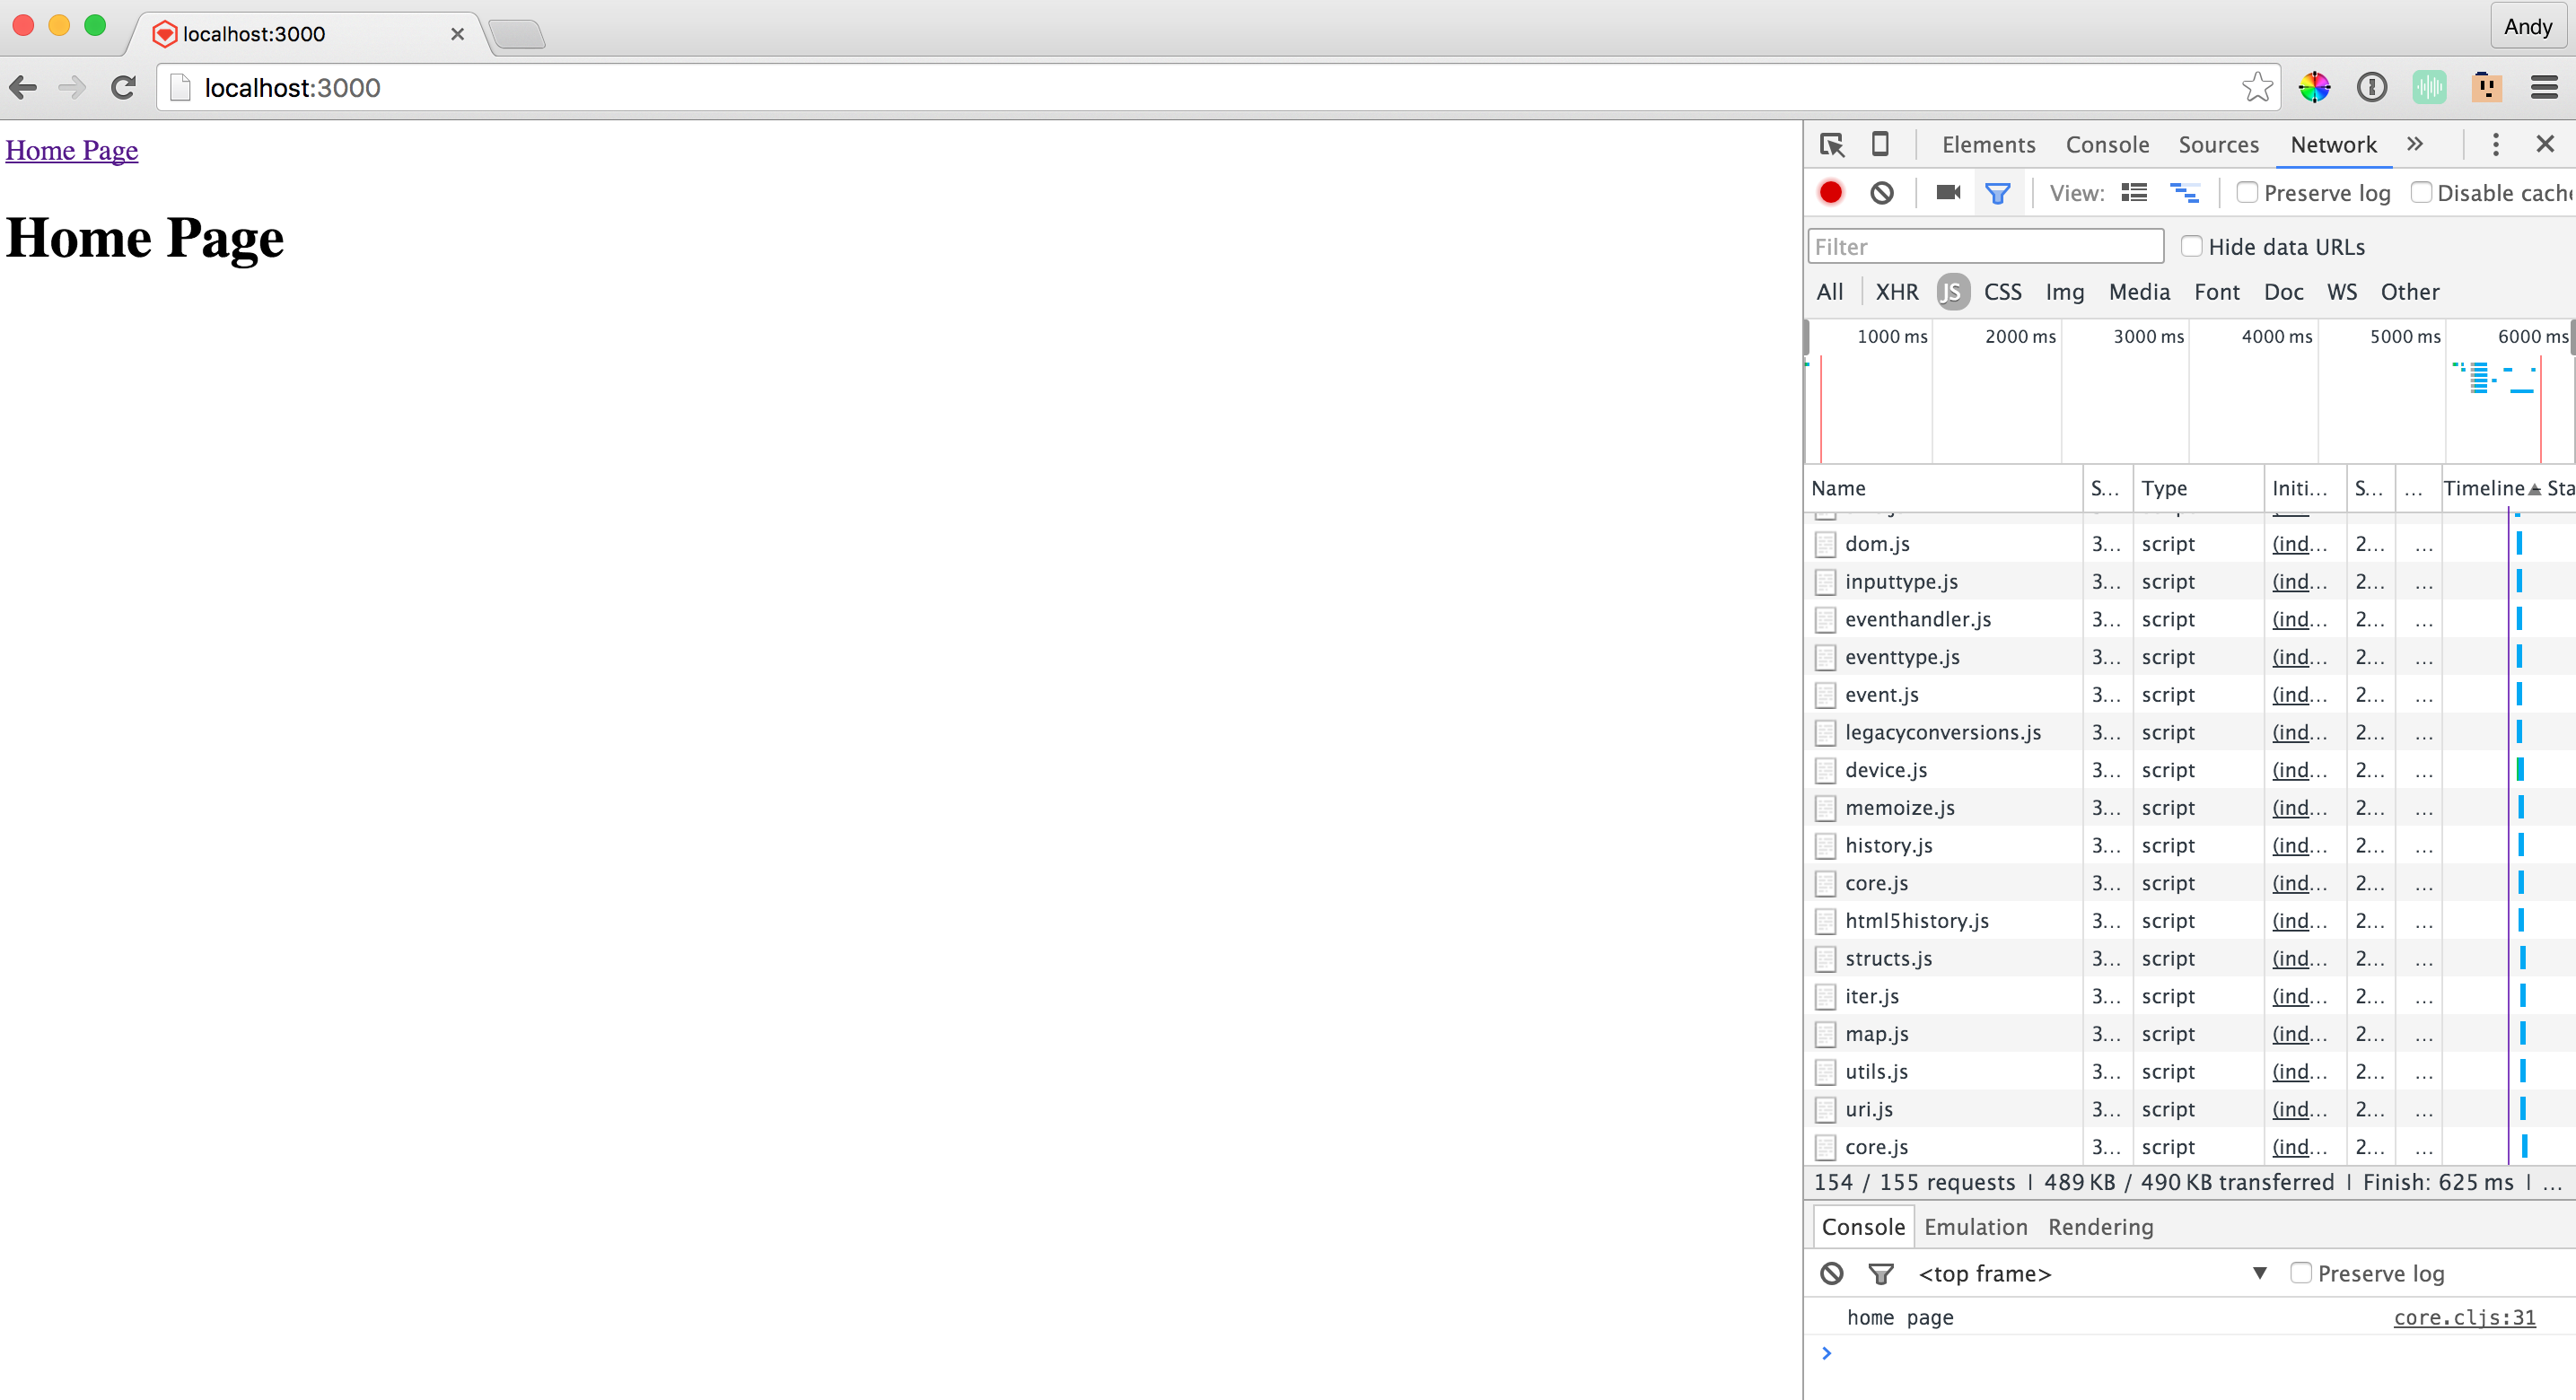 localhost:3000
Andy
localhost:3000
Home Page
Home Page
Elements Console Sources Network
View: Preserve log Disable cach
Filter Hide data URLs
All XHR JS CSS Img Media Font Doc WS Other
1000 ms 2000 ms 3000 ms 4000 ms 5000 ms 6000 ms
Name S... Type Initi... S... ... Timeline Sta
dom.js 3... script (ind... 2... ...
inputtype.js 3... script (ind... 2... ...
eventhandler.js 3... script (ind... 2... ...
eventtype.js 3... script (ind... 2... ...
event.js 3... script (ind... 2... ...
legacyconversions.js 3... script (ind... 2... ...
device.js 3... script (ind... 2... ...
memoize.js 3... script (ind... 2... ...
history.js 3... script (ind... 2... ...
core.js 3... script (ind... 2... ...
html5history.js 3... script (ind... 2... ...
structs.js 3... script (ind... 2... ...
iter.js 3... script (ind... 2... ...
map.js 3... script (ind... 2... ...
utils.js 3... script (ind... 2... ...
uri.js 3... script (ind... 2... ...
core.js 3... script (ind... 2... ...
154 / 155 requests | 489 KB / 490 KB transferred | Finish: 625 ms | ...
Console Emulation Rendering
<top frame> ▼ Preserve log
home page core.cljs:31